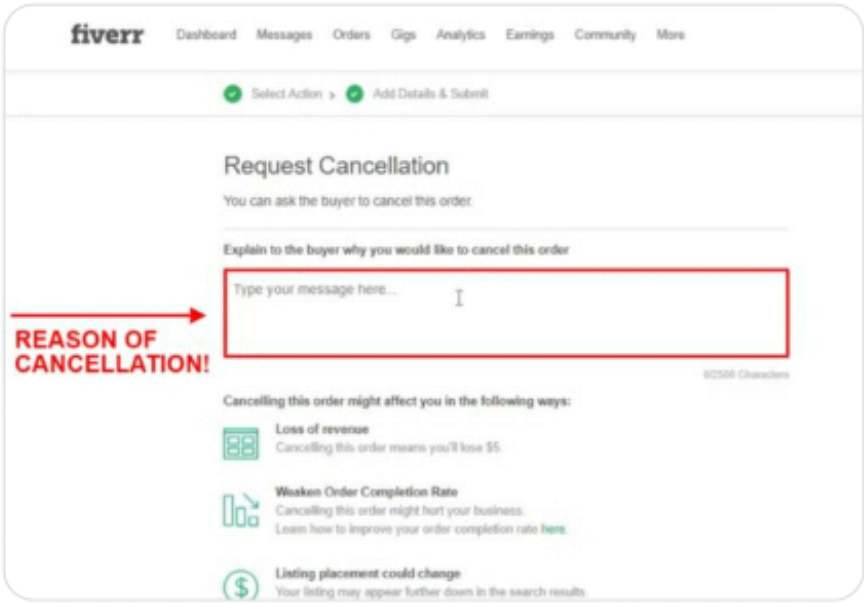 fiverr Dashboard Messages Orders Gigs Analytics Earnings Community More
Select Action > Add Details & Submit
Request Cancellation
You can ask the buyer to cancel this order.
Explain to the buyer why you would like to cancel this order
Type your message here...
REASON OF
CANCELLATION!
0/2500 Characters
Cancelling this order might affect you in the following ways:
Loss of revenue
Cancelling this order means you'll lose $5.
Weaken Order Completion Rate
Cancelling this order might hurt your business.
Learn how to improve your order completion rate here.
Listing placement could change
Your listing may appear further down in the search results.